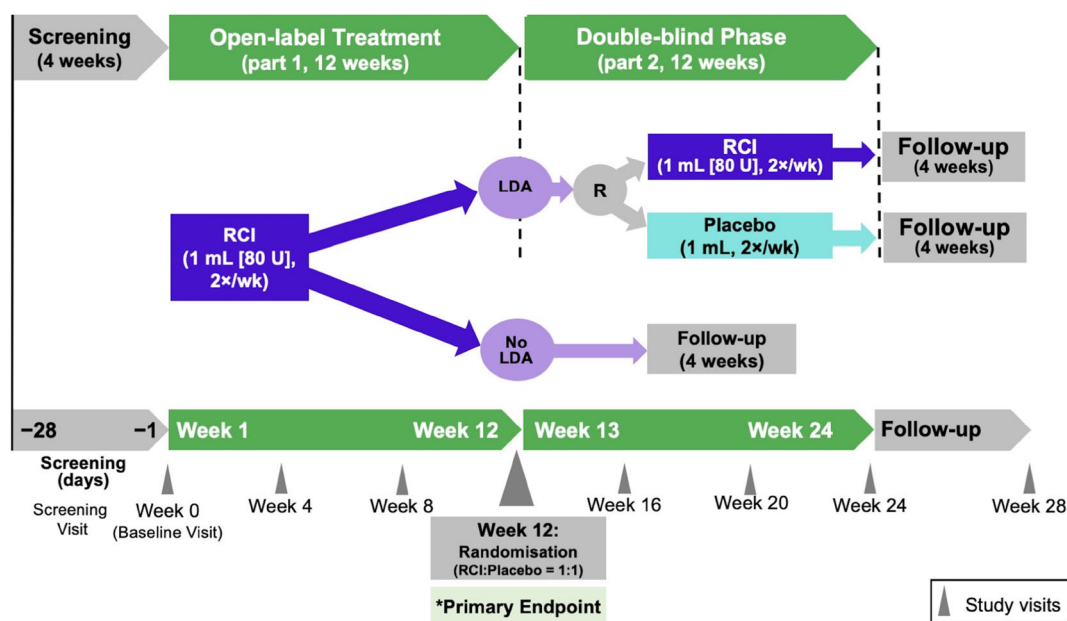 Screening
(4 weeks)
Open-label Treatment
(part 1, 12 weeks)
Double-blind Phase
(part 2, 12 weeks)
RCI
(1 mL [80 U],
2×/wk)
LDA
R
RCI
(1 mL [80 U], 2×/wk)
Follow-up
(4 weeks)
Placebo
(1 mL, 2×/wk)
Follow-up
(4 weeks)
No
LDA
Follow-up
(4 weeks)
−28
−1
Week 1
Week 12
Week 13
Week 24
Follow-up
Screening
(days)
Screening
Visit
Week 0
(Baseline Visit)
Week 4
Week 8
Week 12:
Randomisation
(RCI:Placebo = 1:1)
*Primary Endpoint
Week 16
Week 20
Week 24
Week 28
Study visits